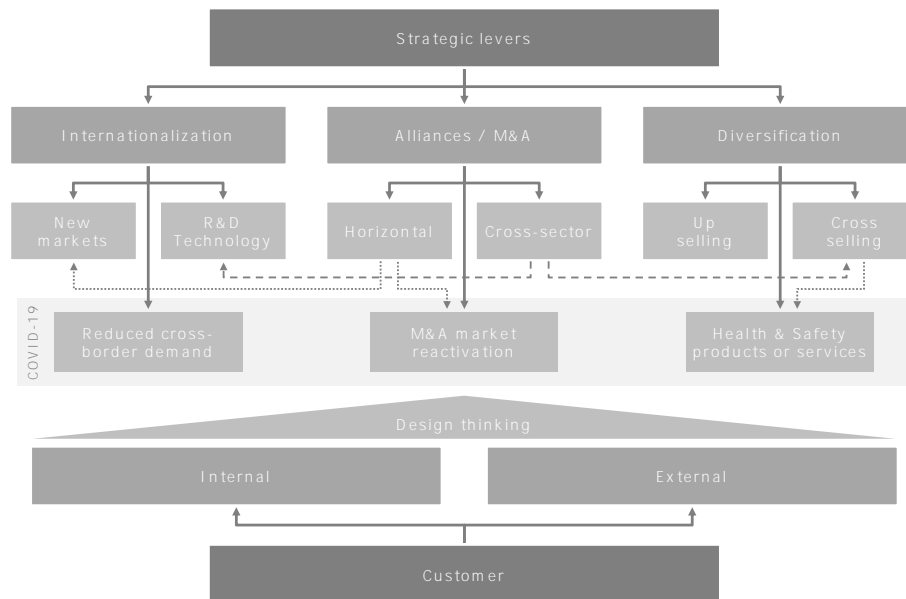 Strategic levers
Internationalization
Alliances / M&A
Diversification
New
markets
R&D
Technology
Horizontal
Cross-sector
Up
selling
Cross
selling
COVID-19
Reduced cross-
border demand
M&A market
reactivation
Health & Safety
products or services
Design thinking
Internal
External
Customer